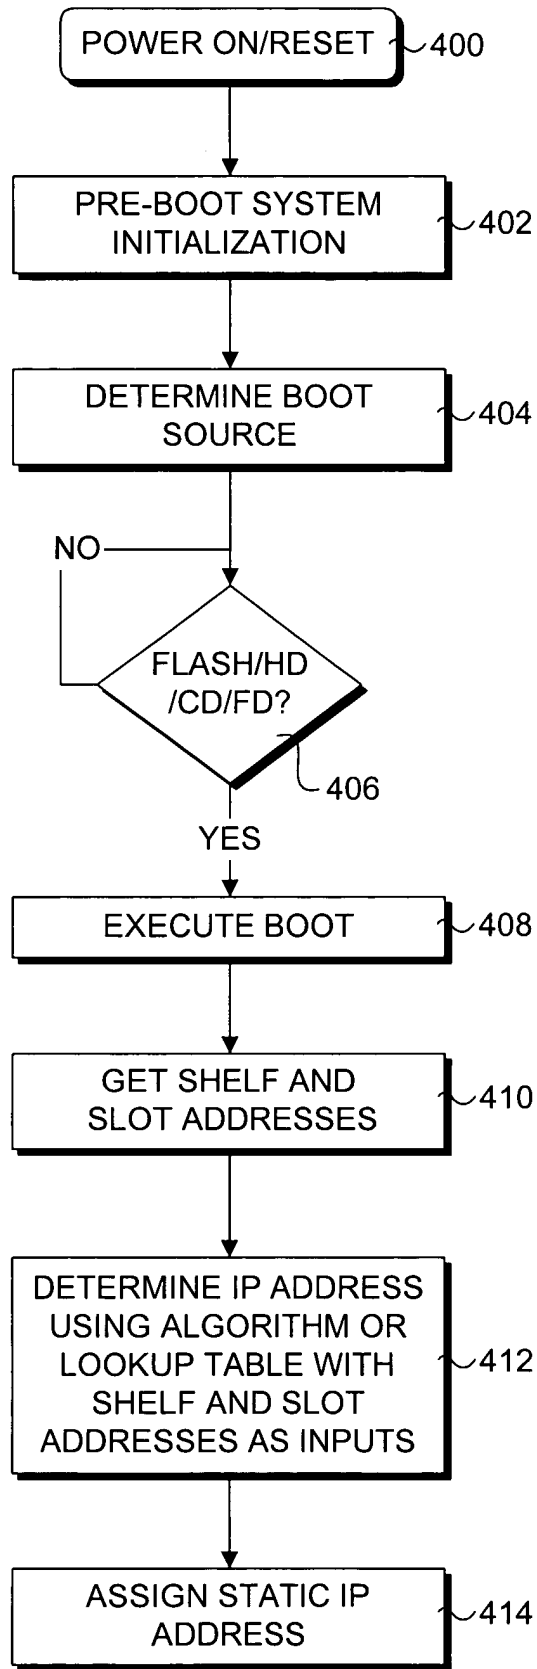 POWER ON/RESET
400
PRE-BOOT SYSTEM
INITIALIZATION
402
DETERMINE BOOT
SOURCE
404
NO
FLASH/HD
/CD/FD?
406
YES
EXECUTE BOOT
408
GET SHELF AND
SLOT ADDRESSES
410
DETERMINE IP ADDRESS
USING ALGORITHM OR
LOOKUP TABLE WITH
SHELF AND SLOT
ADDRESSES AS INPUTS
412
ASSIGN STATIC IP
ADDRESS
414